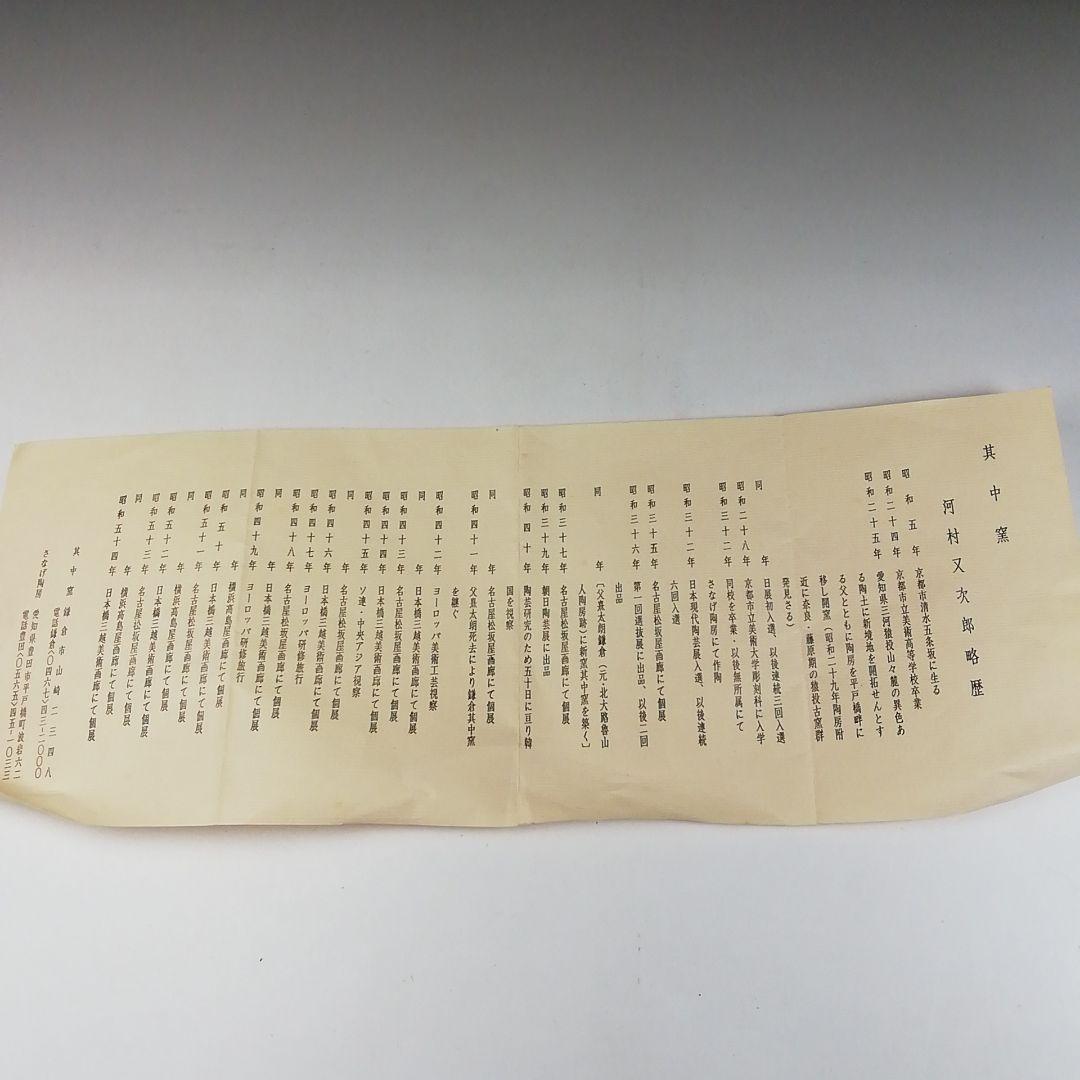 其中窯
河村又次郎略歴
昭和五年 京都市清水五条坂に生る
昭和二十四年 京都市立美術高等学校卒業
昭和二十五年 愛知県三河猿投山々麓の異色あ
る陶土に新境地を開拓せんとす
る父とともに陶房を平戸橋畔に
移し開窯(昭和二十九年陶房附
近に奈良・藤原期の猿投古窯群
発見さる)
同年 日展初入選、以後連続三回入選
昭和二十八年 京都市立美術大学彫刻科に入学
昭和三十二年 同校を卒業・以後無所属にて
さなげ陶房にて作陶
昭和三十二年 日本現代陶芸展入選、以後連続
六回入選
昭和三十五年 名古屋松坂屋画廊にて個展
昭和三十六年 第一回選抜展に出品、以後二回
出品
同年 〔父熹太朗鎌倉(元・北大路魯山
人陶房跡)に新窯其中窯を築く〕
昭和三十七年 名古屋松坂屋画廊にて個展
昭和三十九年 朝日陶芸展に出品
昭和四十年 陶芸研究のため五十日に亘り韓
国を視察
同年 名古屋松坂屋画廊にて個展
昭和四十一年 父熹太朗死去により鎌倉其中窯
を継ぐ
昭和四十二年 ヨーロッパ美術工芸視察
同年 日本橋三越美術画廊にて個展
昭和四十三年 名古屋松坂屋画廊にて個展
昭和四十四年 日本橋三越美術画廊にて個展
昭和四十五年 ソ連・中央アジア視察
同年 名古屋松坂屋画廊にて個展
昭和四十六年 日本橋三越美術画廊にて個展
昭和四十七年 ヨーロッパ研修旅行
昭和四十八年 名古屋松坂屋画廊にて個展
同年 日本橋三越美術画廊にて個展
昭和四十九年 ヨーロッパ研修旅行
同年 横浜高島屋画廊にて個展
昭和五十年 日本橋三越美術画廊にて個展
昭和五十一年 名古屋松坂屋画廊にて個展
同年 横浜高島屋画廊にて個展
昭和五十二年 日本橋三越美術画廊にて個展
昭和五十三年 名古屋松坂屋画廊にて個展
同年 横浜高島屋画廊にて個展
昭和五十四年 日本橋三越美術画廊にて個展
其中窯 鎌倉市山崎二三四八
電話鎌倉(〇四六七)四三-二〇〇〇
さなげ陶房 愛知県豊田市平戸橋町波岩六二
電話豊田(〇五六五)四五-一〇三三